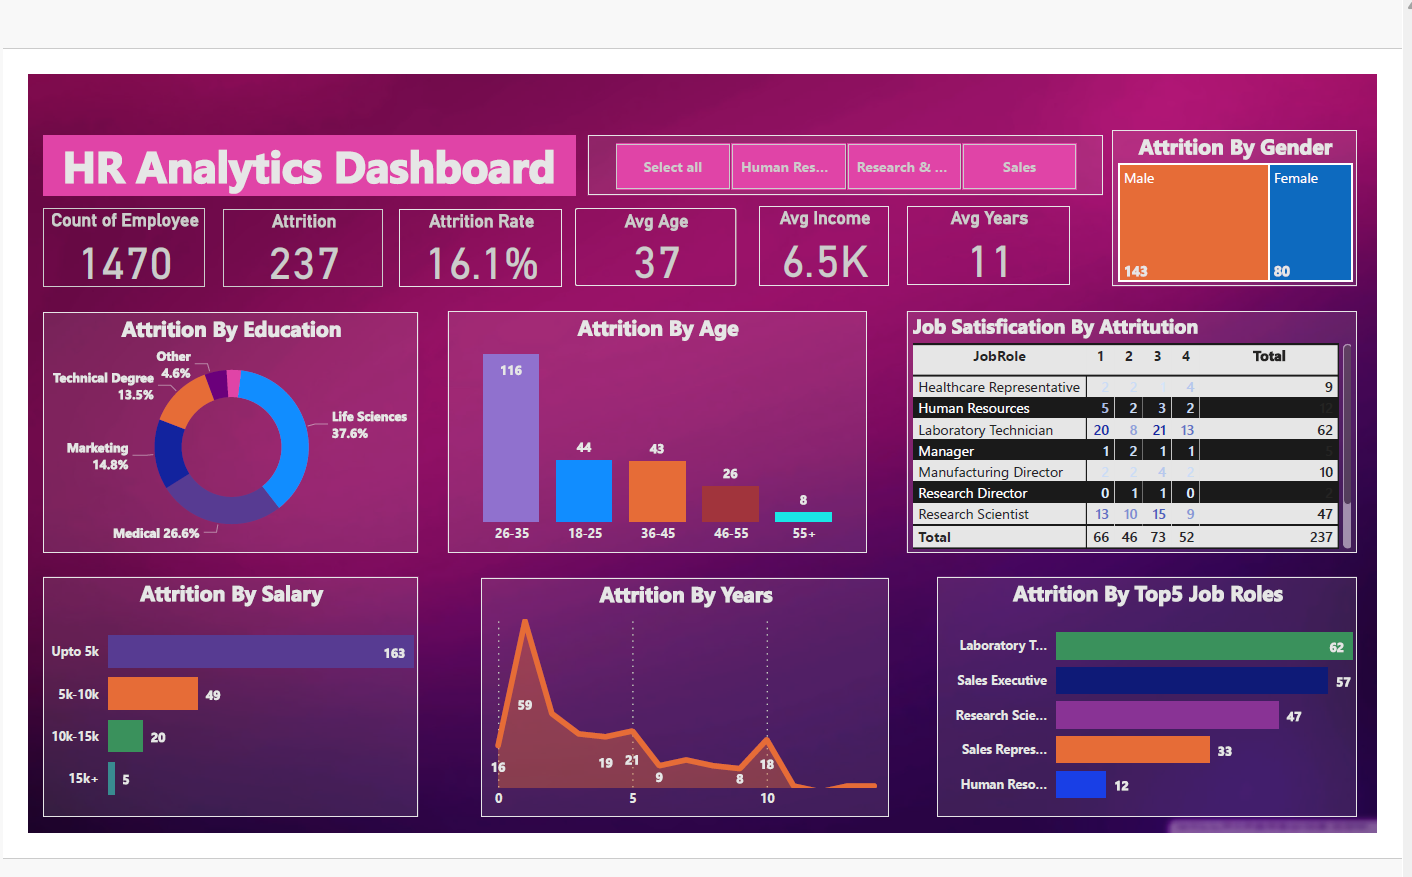 HR Analytics Dashboard
Select all
Human Res...
Research & ...
Sales
Attrition By Gender
Male
Female
143
80
Count of Employee
1470
Attrition
237
Attrition Rate
16.1%
Avg Age
37
Avg Income
6.5K
Avg Years
11
Attrition By Education
Other
4.6%
Technical Degree
13.5%
Life Sciences
37.6%
Marketing
14.8%
Medical 26.6%
Attrition By Age
116
44
43
26
8
26-35 18-25 36-45 46-55 55+
Job Satisfication By Attritution
JobRole 1 2 3 4 Total
Healthcare Representative 2 2 1 4 9
Human Resources 5 2 3 2 12
Laboratory Technician 20 8 21 13 62
Manager 1 2 1 1 5
Manufacturing Director 2 2 4 2 10
Research Director 0 1 1 0 2
Research Scientist 13 10 15 9 47
Total 66 46 73 52 237
Attrition By Salary
Upto 5k 163
5k-10k 49
10k-15k 20
15k+ 5
Attrition By Years
59
16 19 21 9 8 18
0 5 10
Attrition By Top5 Job Roles
Laboratory T... 62
Sales Executive 57
Research Scie... 47
Sales Repres... 33
Human Reso... 12